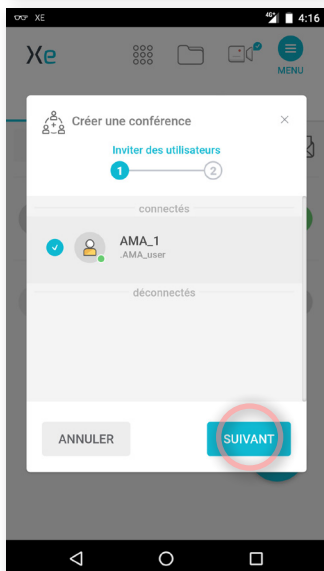 XE 4G 4:16
Xe MENU
Créer une conférence
Inviter des utilisateurs
1 2
connectés
AMA_1
.AMA_user
déconnectés
ANNULER SUIVANT